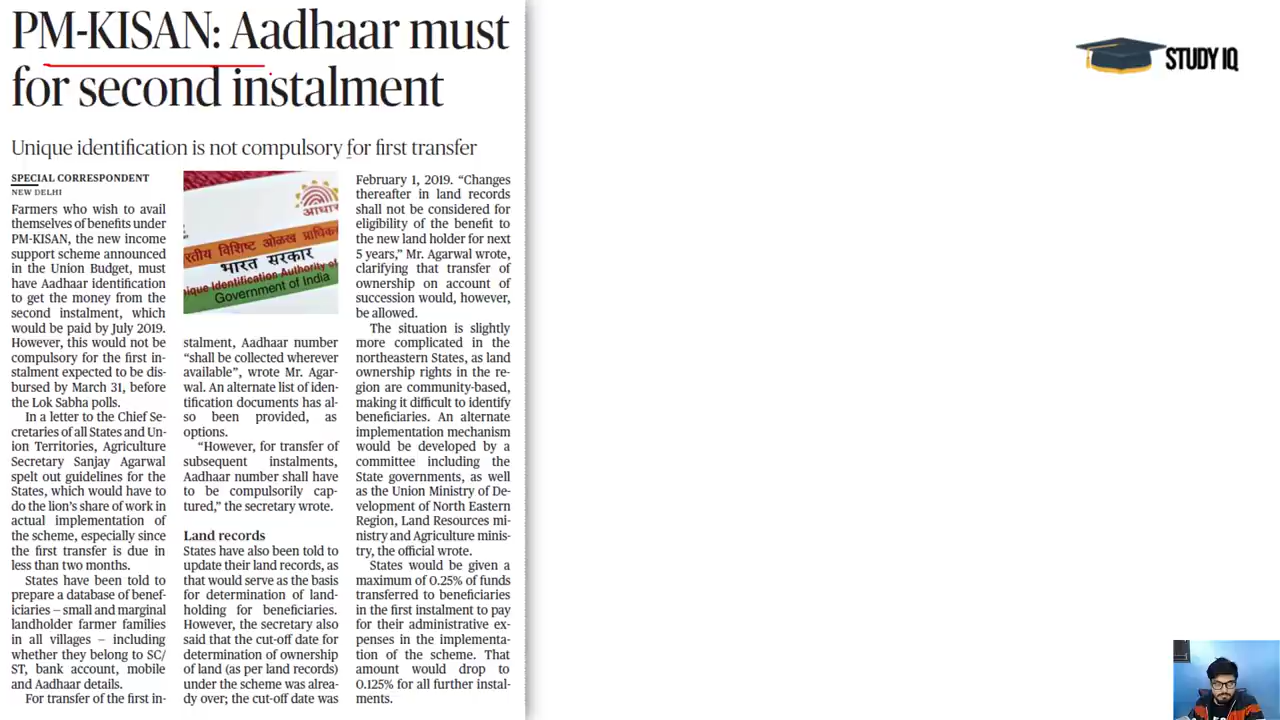 PM-KISAN: Aadhaar must
for second instalment
Unique identification is not compulsory for first transfer
SPECIAL CORRESPONDENT
NEW DELHI
Farmers who wish to avail
themselves of benefits under
PM-KISAN, the new income
support scheme announced
in the Union Budget, must
have Aadhaar identification
to get the money from the
second instalment, which
would be paid by July 2019.
However, this would not be
compulsory for the first in-
stalment expected to be dis-
bursed by March 31, before
the Lok Sabha polls.
In a letter to the Chief Se-
cretaries of all States and Un-
ion Territories, Agriculture
Secretary Sanjay Agarwal
spelt out guidelines for the
States, which would have to
do the lion's share of work in
actual implementation of
the scheme, especially since
the first transfer is due in
less than two months.
States have been told to
prepare a database of benef-
iciaries – small and marginal
landholder farmer families
in all villages – including
whether they belong to SC/
ST, bank account, mobile
and Aadhaar details.
For transfer of the first in-
आधार
रतीय विशिष्ट ओळख प्राधिकर
भारत सरकार
nique Identification Authority of
Government of India
stalment, Aadhaar number
“shall be collected wherever
available”, wrote Mr. Agar-
wal. An alternate list of iden-
tification documents has al-
so been provided, as
options.
“However, for transfer of
subsequent instalments,
Aadhaar number shall have
to be compulsorily cap-
tured,” the secretary wrote.
Land records
States have also been told to
update their land records, as
that would serve as the basis
for determination of land-
holding for beneficiaries.
However, the secretary also
said that the cut-off date for
determination of ownership
of land (as per land records)
under the scheme was alrea-
dy over; the cut-off date was
February 1, 2019. “Changes
thereafter in land records
shall not be considered for
eligibility of the benefit to
the new land holder for next
5 years,” Mr. Agarwal wrote,
clarifying that transfer of
ownership on account of
succession would, however,
be allowed.
The situation is slightly
more complicated in the
northeastern States, as land
ownership rights in the re-
gion are community-based,
making it difficult to identify
beneficiaries. An alternate
implementation mechanism
would be developed by a
committee including the
State governments, as well
as the Union Ministry of De-
velopment of North Eastern
Region, Land Resources mi-
nistry and Agriculture minis-
try, the official wrote.
States would be given a
maximum of 0.25% of funds
transferred to beneficiaries
in the first instalment to pay
for their administrative ex-
penses in the implementa-
tion of the scheme. That
amount would drop to
0.125% for all further instal-
ments.
STUDY IQ